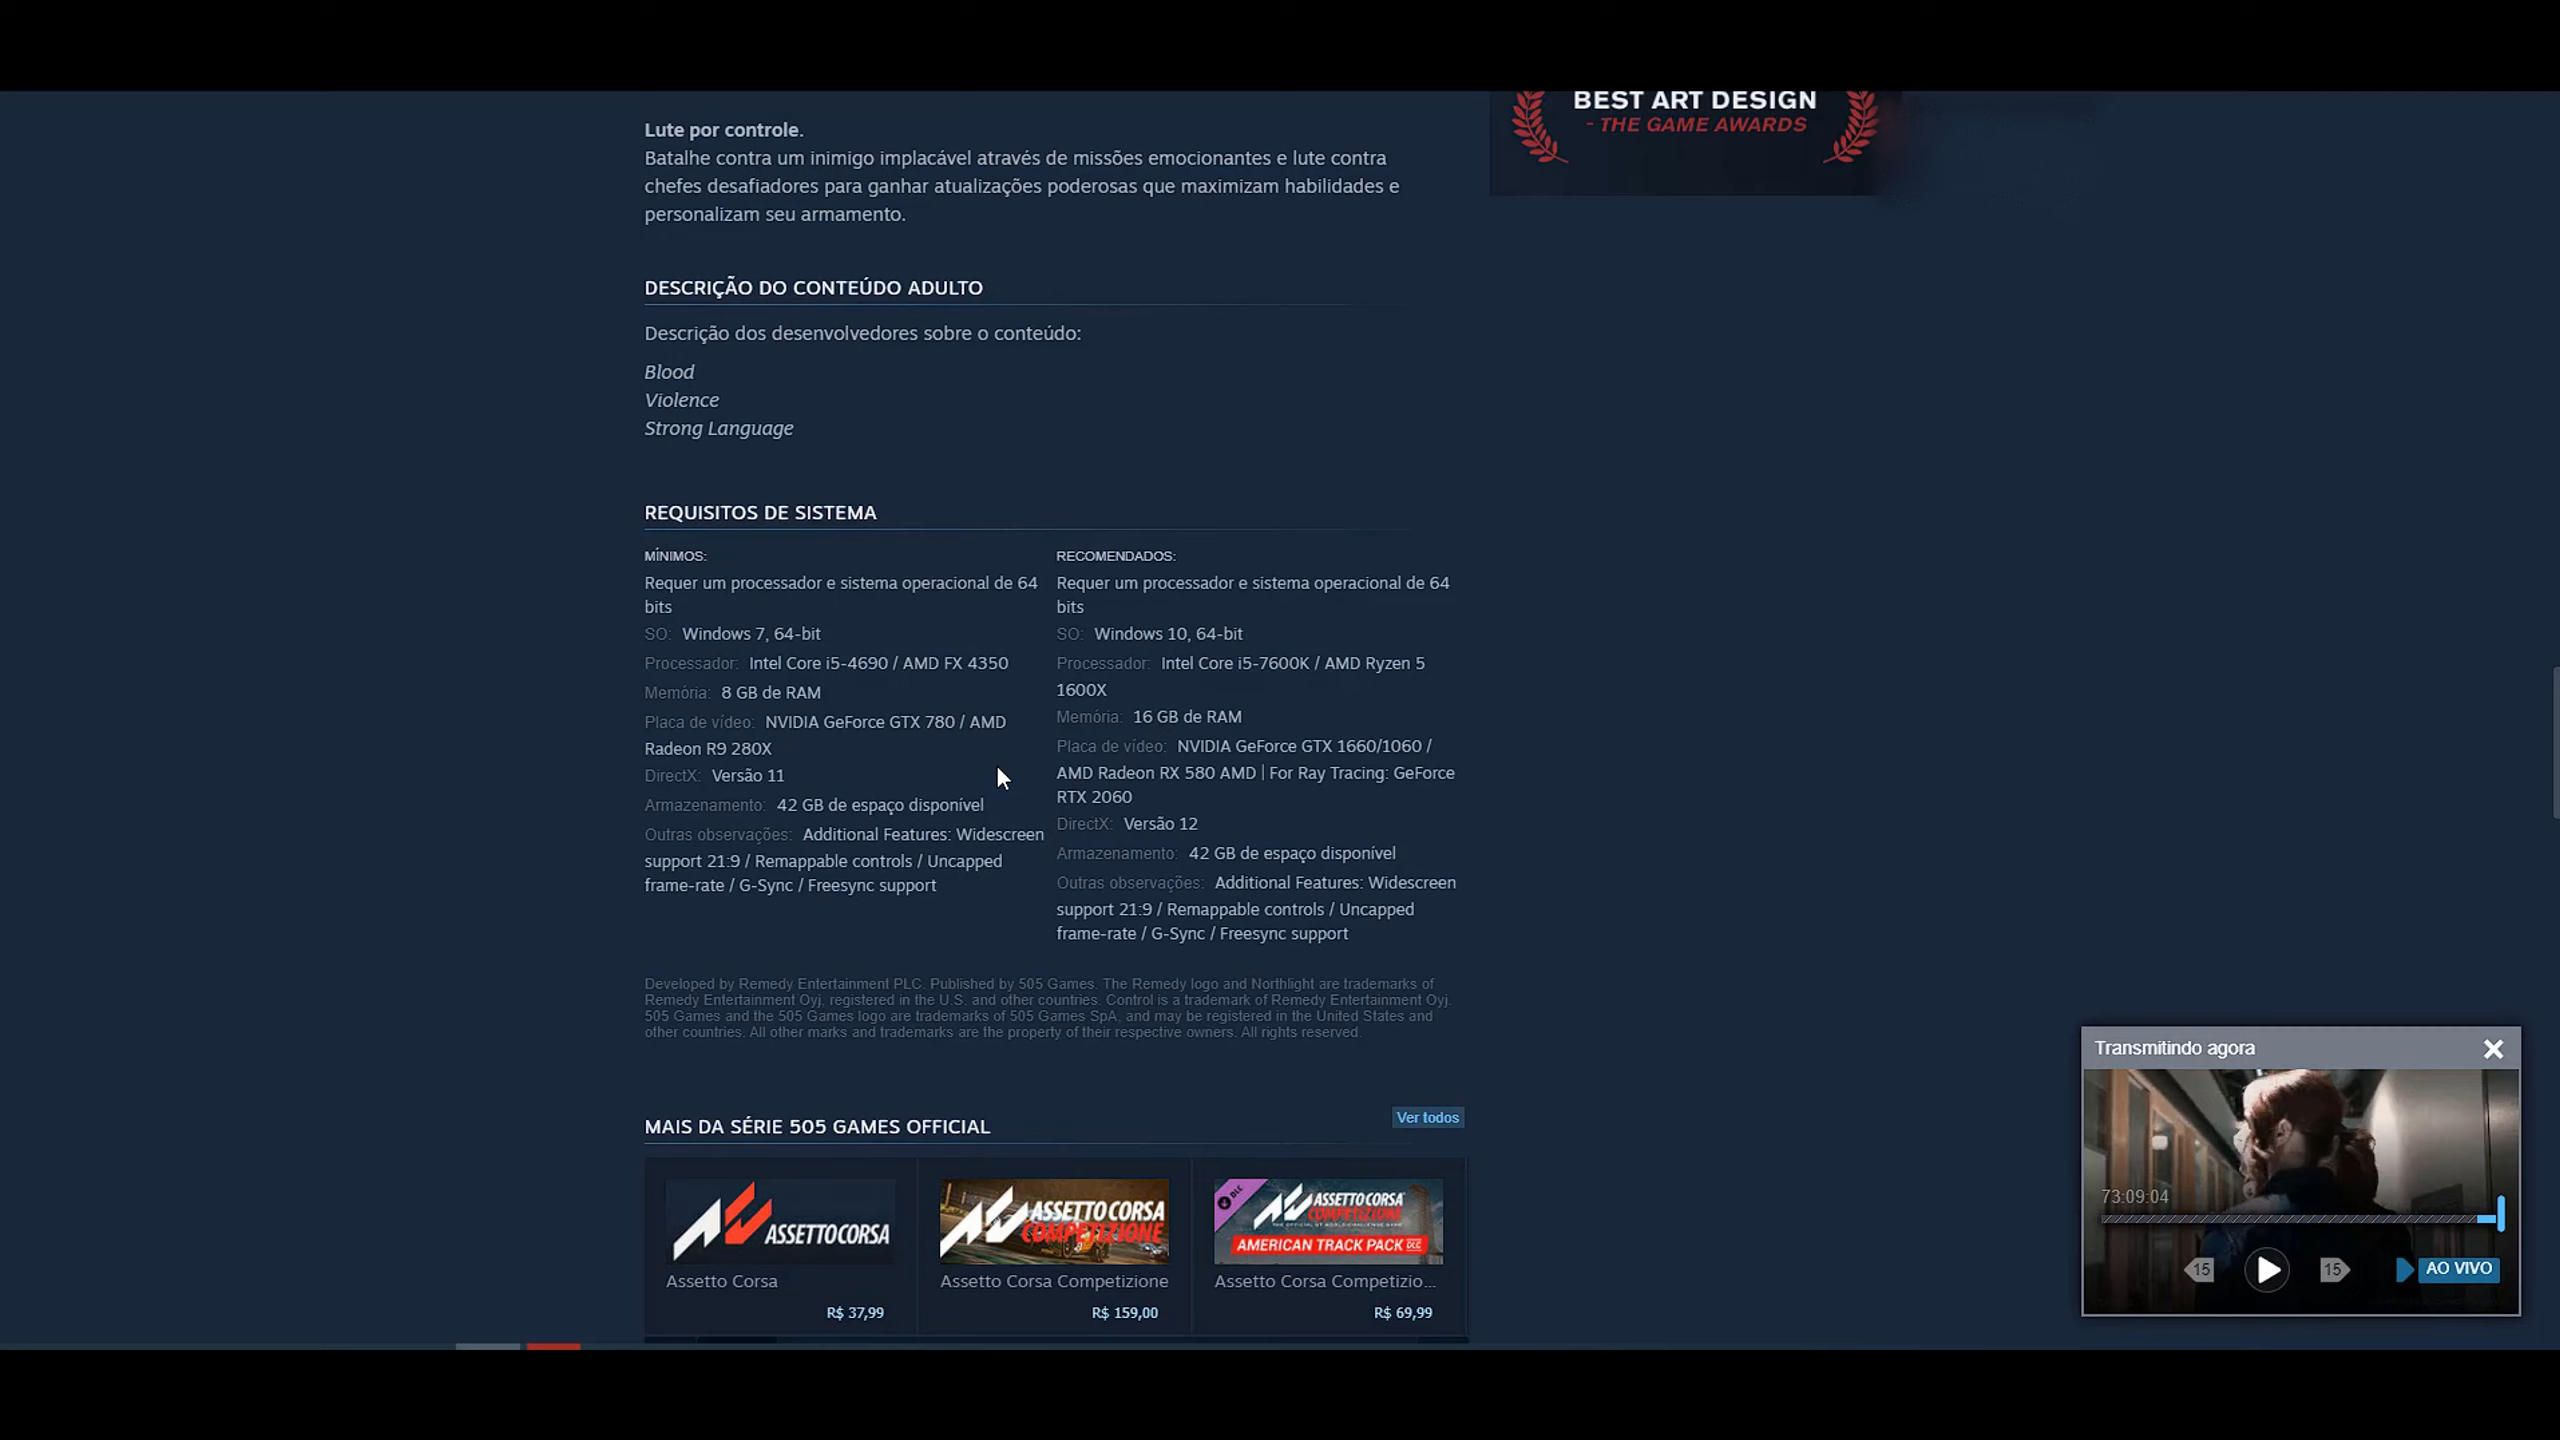 BEST ART DESIGN
- THE GAME AWARDS
Lute por controle.
Batalhe contra um inimigo implacável através de missões emocionantes e lute contra
chefes desafiadores para ganhar atualizações poderosas que maximizam habilidades e
personalizam seu armamento.
DESCRIÇÃO DO CONTEÚDO ADULTO
Descrição dos desenvolvedores sobre o conteúdo:
Blood
Violence
Strong Language
REQUISITOS DE SISTEMA
MÍNIMOS:
Requer um processador e sistema operacional de 64
bits
SO: Windows 7, 64-bit
Processador: Intel Core i5-4690 / AMD FX 4350
Memória: 8 GB de RAM
Placa de vídeo: NVIDIA GeForce GTX 780 / AMD
Radeon R9 280X
DirectX: Versão 11
Armazenamento: 42 GB de espaço disponível
Outras observações: Additional Features: Widescreen
support 21:9 / Remappable controls / Uncapped
frame-rate / G-Sync / Freesync support
RECOMENDADOS:
Requer um processador e sistema operacional de 64
bits
SO: Windows 10, 64-bit
Processador: Intel Core i5-7600K / AMD Ryzen 5
1600X
Memória: 16 GB de RAM
Placa de vídeo: NVIDIA GeForce GTX 1660/1060 /
AMD Radeon RX 580 AMD | For Ray Tracing: GeForce
RTX 2060
DirectX: Versão 12
Armazenamento: 42 GB de espaço disponível
Outras observações: Additional Features: Widescreen
support 21:9 / Remappable controls / Uncapped
frame-rate / G-Sync / Freesync support
Developed by Remedy Entertainment PLC. Published by 505 Games. The Remedy logo and Northlight are trademarks of
Remedy Entertainment Oyj, registered in the U.S. and other countries. Control is a trademark of Remedy Entertainment Oyj.
505 Games and the 505 Games logo are trademarks of 505 Games SpA, and may be registered in the United States and
other countries. All other marks and trademarks are the property of their respective owners. All rights reserved.
MAIS DA SÉRIE 505 GAMES OFFICIAL
Ver todos
ASSETTO CORSA
Assetto Corsa
R$ 37,99
ASSETTO CORSA
COMPETIZIONE
Assetto Corsa Competizione
R$ 159,00
DLC
ASSETTO CORSA
COMPETIZIONE
AMERICAN TRACK PACK DLC
Assetto Corsa Competizio...
R$ 69,99
Transmitindo agora
73:09:04
15
15
AO VIVO